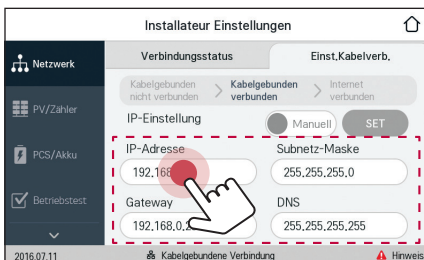 Installateur Einstellungen
Netzwerk
PV/Zähler
PCS/Akku
Betriebstest
Verbindungsstatus
Einst.Kabelverb.
Kabelgebunden
nicht verbunden
Kabelgebunden
verbunden
Internet
verbunden
IP-Einstellung
Manuell
SET
IP-Adresse
Subnetz-Maske
192.168
255.255.255.0
Gateway
DNS
192.168.0.2
255.255.255.255
2016.07.11
Kabelgebundene Verbindung
Hinweis